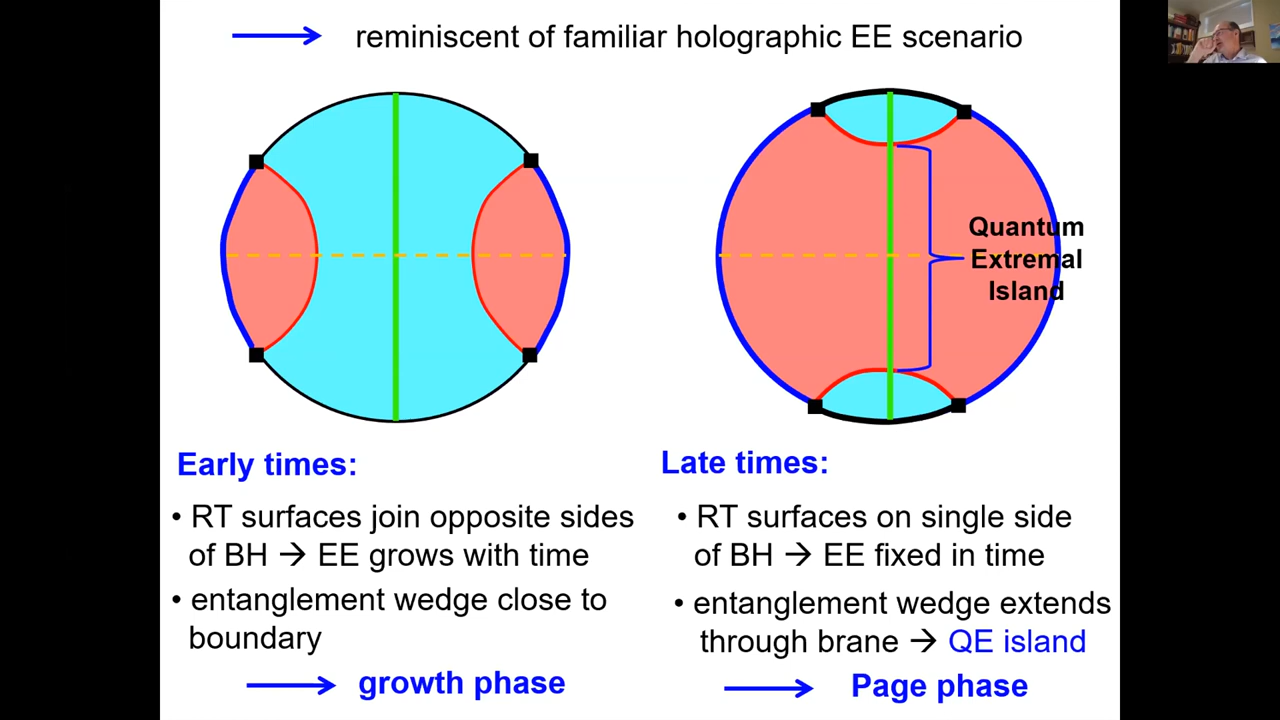 reminiscent of familiar holographic EE scenario
Quantum
Extremal
Island
Early times:
• RT surfaces join opposite sides
of BH → EE grows with time
• entanglement wedge close to
boundary
growth phase
Late times:
• RT surfaces on single side
of BH → EE fixed in time
• entanglement wedge extends
through brane → QE island
Page phase